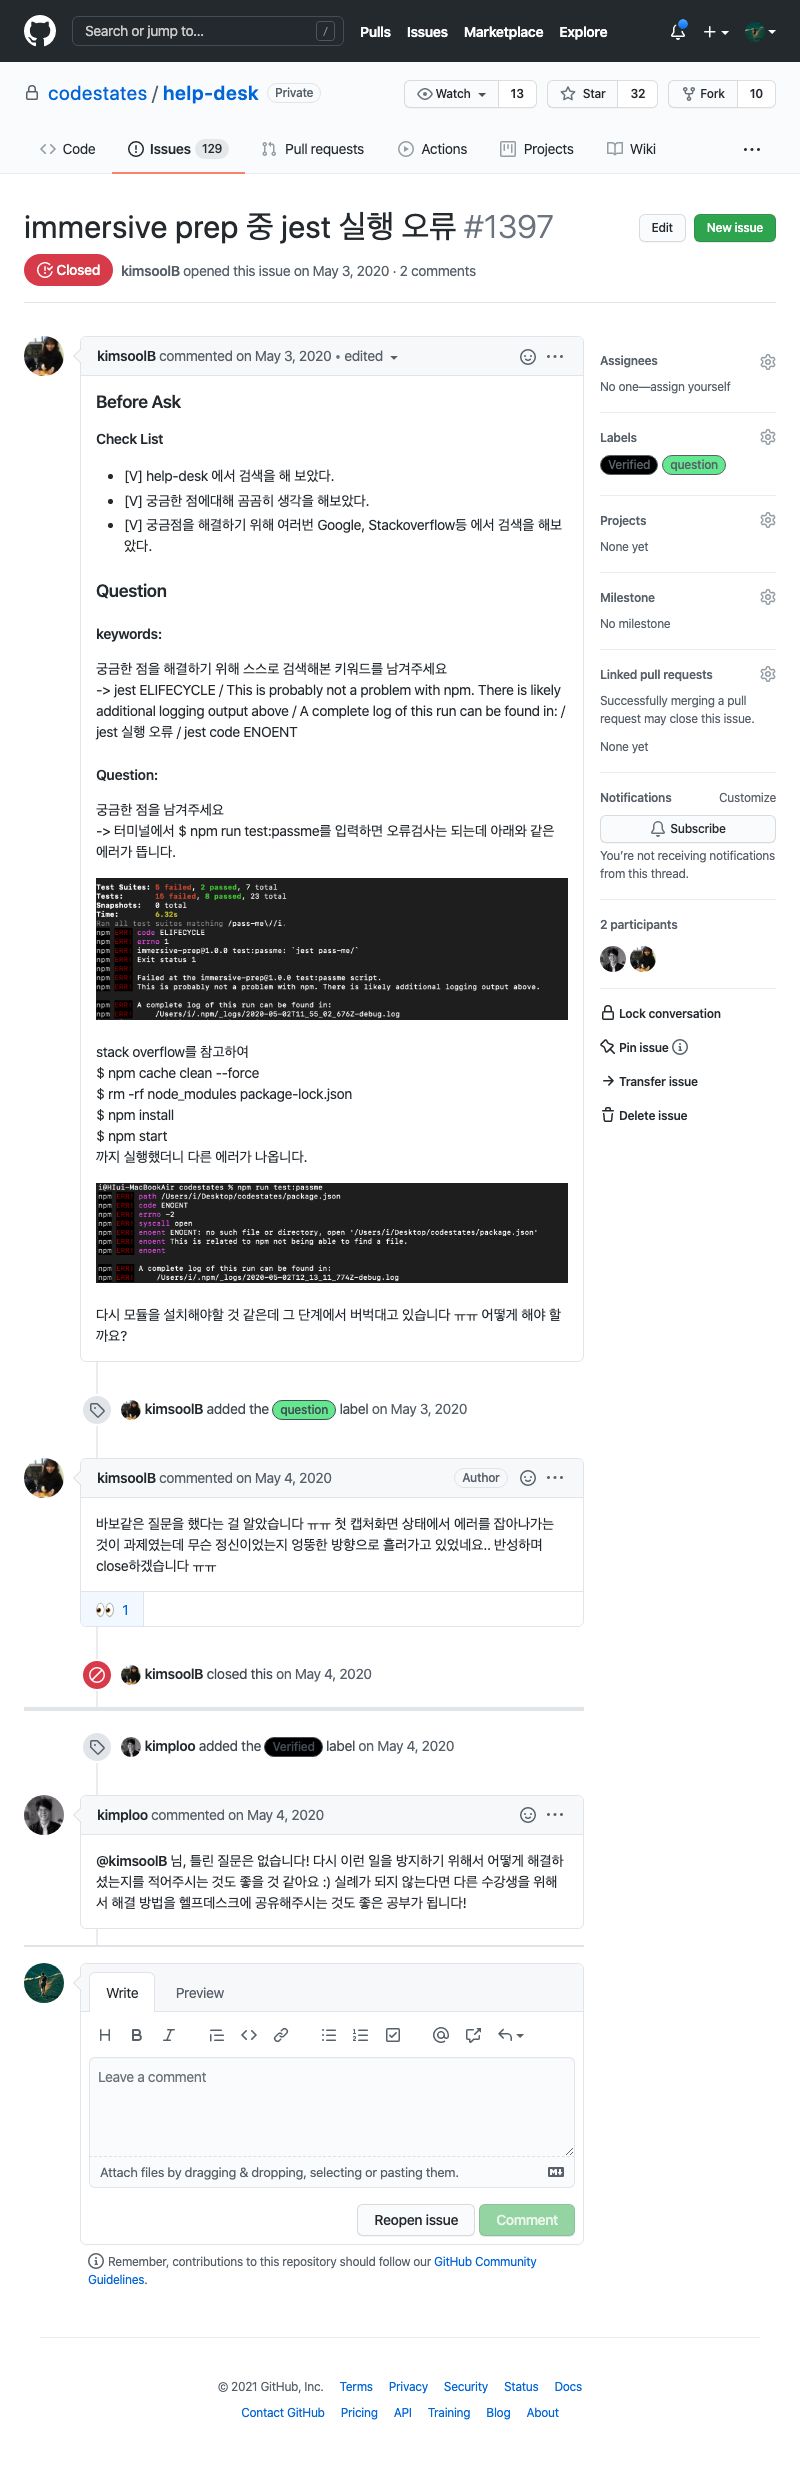 Search or jump to...
/
Pulls Issues Marketplace Explore
codestates / help-desk Private
Watch 13 Star 32 Fork 10
Code Issues 129 Pull requests Actions Projects Wiki
immersive prep 중 jest 실행 오류 #1397
Edit New issue
Closed kimsoolB opened this issue on May 3, 2020 · 2 comments
kimsoolB commented on May 3, 2020 • edited
Before Ask
Check List
[V] help-desk 에서 검색을 해 보았다.
[V] 궁금한 점에대해 곰곰히 생각을 해보았다.
[V] 궁금점을 해결하기 위해 여러번 Google, Stackoverflow등 에서 검색을 해보
았다.
Question
keywords:
궁금한 점을 해결하기 위해 스스로 검색해본 키워드를 남겨주세요
-> jest ELIFECYCLE / This is probably not a problem with npm. There is likely
additional logging output above / A complete log of this run can be found in: /
jest 실행 오류 / jest code ENOENT
Question:
궁금한 점을 남겨주세요
-> 터미널에서 $ npm run test:passme를 입력하면 오류검사는 되는데 아래와 같은
에러가 뜹니다.
Test Suites: 5 failed, 2 passed, 7 total
Tests: 15 failed, 8 passed, 23 total
Snapshots: 0 total
Time: 6.32s
Ran all test suites matching /pass-me\//i.
npm ERR! code ELIFECYCLE
npm ERR! errno 1
npm ERR! immersive-prep@1.0.0 test:passme: `jest pass-me/`
npm ERR! Exit status 1
npm ERR!
npm ERR! Failed at the immersive-prep@1.0.0 test:passme script.
npm ERR! This is probably not a problem with npm. There is likely additional logging output above.
npm ERR! A complete log of this run can be found in:
npm ERR! /Users/i/.npm/_logs/2020-05-02T11_55_02_676Z-debug.log
stack overflow를 참고하여
$ npm cache clean --force
$ rm -rf node_modules package-lock.json
$ npm install
$ npm start
까지 실행했더니 다른 에러가 나옵니다.
i@HIui-MacBookAir codestates % npm run test:passme
npm ERR! path /Users/i/Desktop/codestates/package.json
npm ERR! code ENOENT
npm ERR! errno -2
npm ERR! syscall open
npm ERR! enoent ENOENT: no such file or directory, open '/Users/i/Desktop/codestates/package.json'
npm ERR! enoent This is related to npm not being able to find a file.
npm ERR! enoent
npm ERR! A complete log of this run can be found in:
npm ERR! /Users/i/.npm/_logs/2020-05-02T12_13_11_774Z-debug.log
다시 모듈을 설치해야할 것 같은데 그 단계에서 버벅대고 있습니다 ㅠㅠ 어떻게 해야 할
까요?
kimsoolB added the question label on May 3, 2020
kimsoolB commented on May 4, 2020 Author
바보같은 질문을 했다는 걸 알았습니다 ㅠㅠ 첫 캡처화면 상태에서 에러를 잡아나가는
것이 과제였는데 무슨 정신이었는지 엉뚱한 방향으로 흘러가고 있었네요.. 반성하며
close하겠습니다 ㅠㅠ
👀 1
kimsoolB closed this on May 4, 2020
kimploo added the Verified label on May 4, 2020
kimploo commented on May 4, 2020
@kimsoolB 님, 틀린 질문은 없습니다! 다시 이런 일을 방지하기 위해서 어떻게 해결하
셨는지를 적어주시는 것도 좋을 것 같아요 :) 실례가 되지 않는다면 다른 수강생을 위해
서 해결 방법을 헬프데스크에 공유해주시는 것도 좋은 공부가 됩니다!
Write Preview
Leave a comment
Attach files by dragging & dropping, selecting or pasting them.
Reopen issue Comment
Remember, contributions to this repository should follow our GitHub Community
Guidelines.
Assignees
No one—assign yourself
Labels
Verified question
Projects
None yet
Milestone
No milestone
Linked pull requests
Successfully merging a pull
request may close this issue.
None yet
Notifications Customize
Subscribe
You're not receiving notifications
from this thread.
2 participants
Lock conversation
Pin issue
Transfer issue
Delete issue
© 2021 GitHub, Inc. Terms Privacy Security Status Docs
Contact GitHub Pricing API Training Blog About